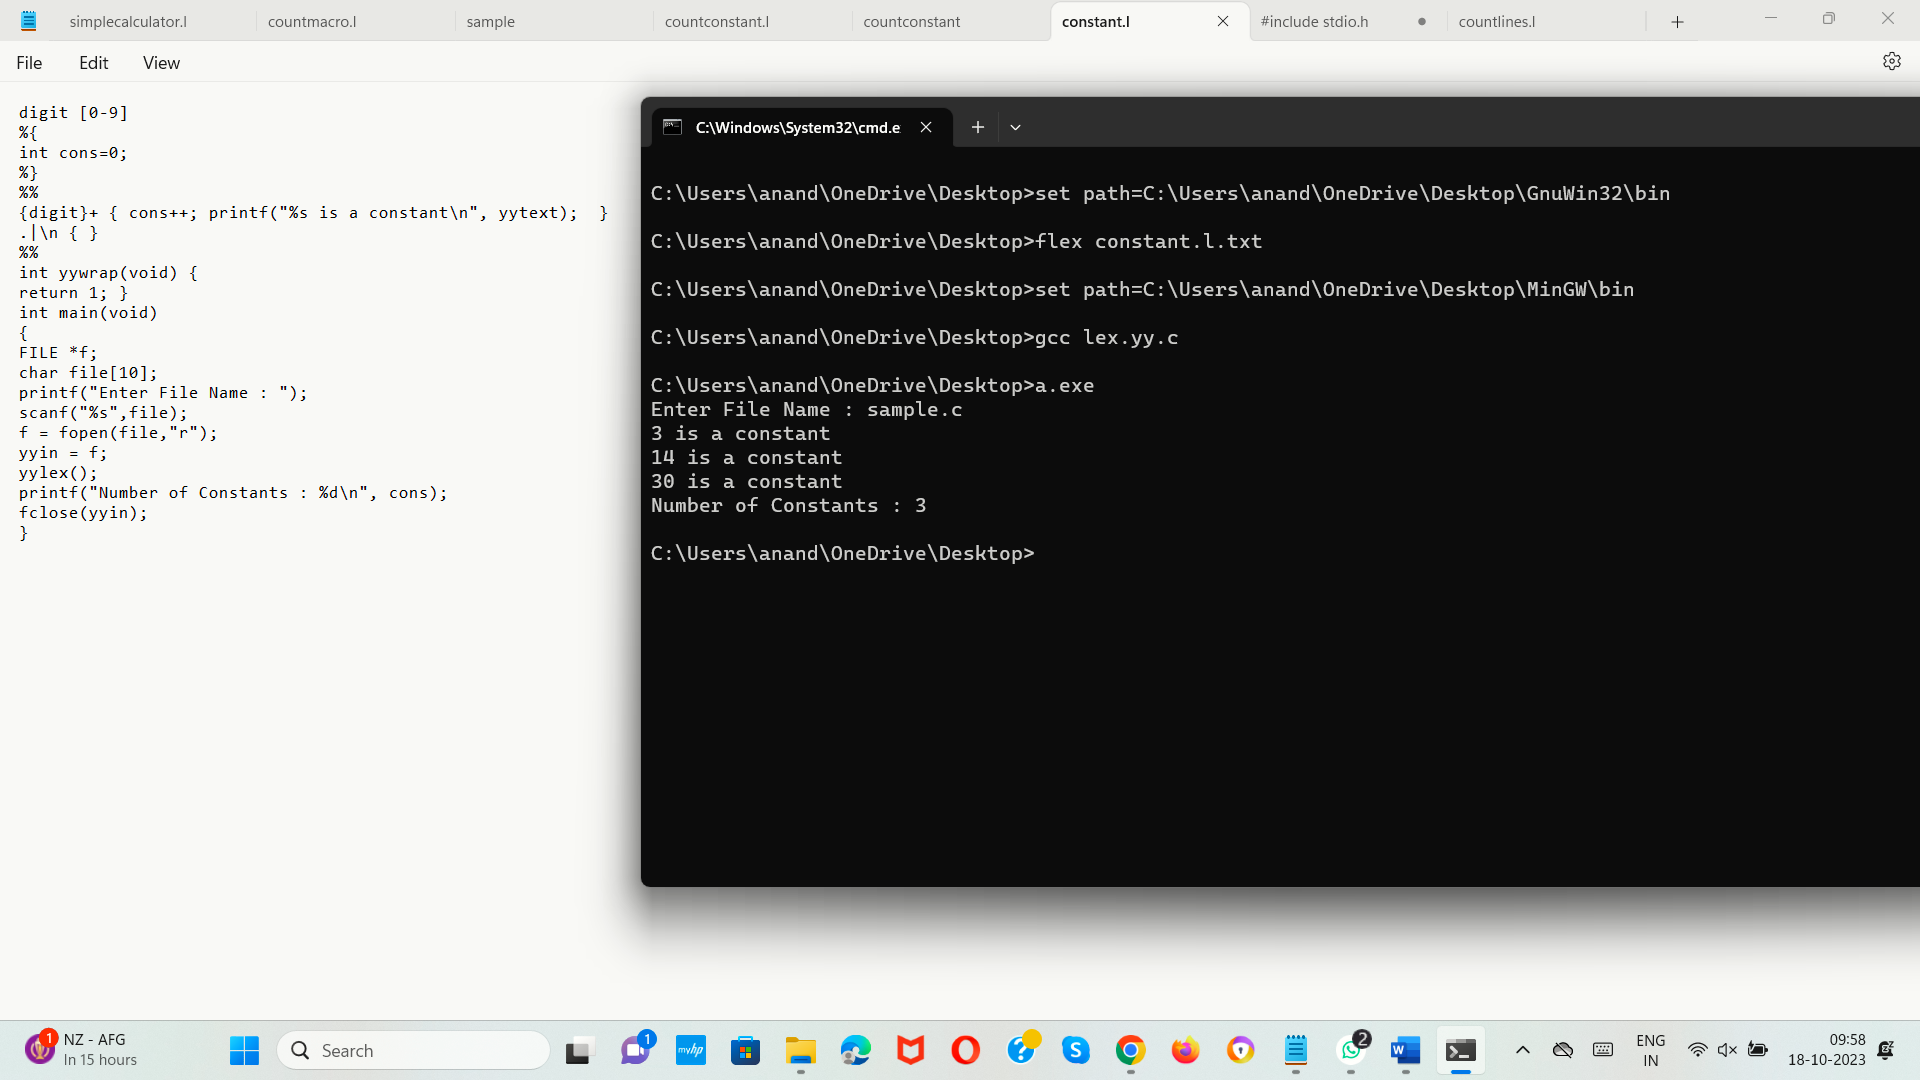 simplecalculator.l countmacro.l sample countconstant.l countconstant constant.l #include stdio.h countlines.l
File Edit View
digit [0-9]
%{
int cons=0;
%}
%%
{digit}+ { cons++; printf("%s is a constant\n", yytext);  }
.|\n { }
%%
int yywrap(void) {
return 1; }
int main(void)
{
FILE *f;
char file[10];
printf("Enter File Name : ");
scanf("%s",file);
f = fopen(file,"r");
yyin = f;
yylex();
printf("Number of Constants : %d\n", cons);
fclose(yyin);
}
C:\Windows\System32\cmd.e
C:\Users\anand\OneDrive\Desktop>set path=C:\Users\anand\OneDrive\Desktop\GnuWin32\bin
C:\Users\anand\OneDrive\Desktop>flex constant.l.txt
C:\Users\anand\OneDrive\Desktop>set path=C:\Users\anand\OneDrive\Desktop\MinGW\bin
C:\Users\anand\OneDrive\Desktop>gcc lex.yy.c
C:\Users\anand\OneDrive\Desktop>a.exe
Enter File Name : sample.c
3 is a constant
14 is a constant
30 is a constant
Number of Constants : 3
C:\Users\anand\OneDrive\Desktop>
1 NZ - AFG
In 15 hours
Search
1
myhp
2
ENG
IN
09:58
18-10-2023